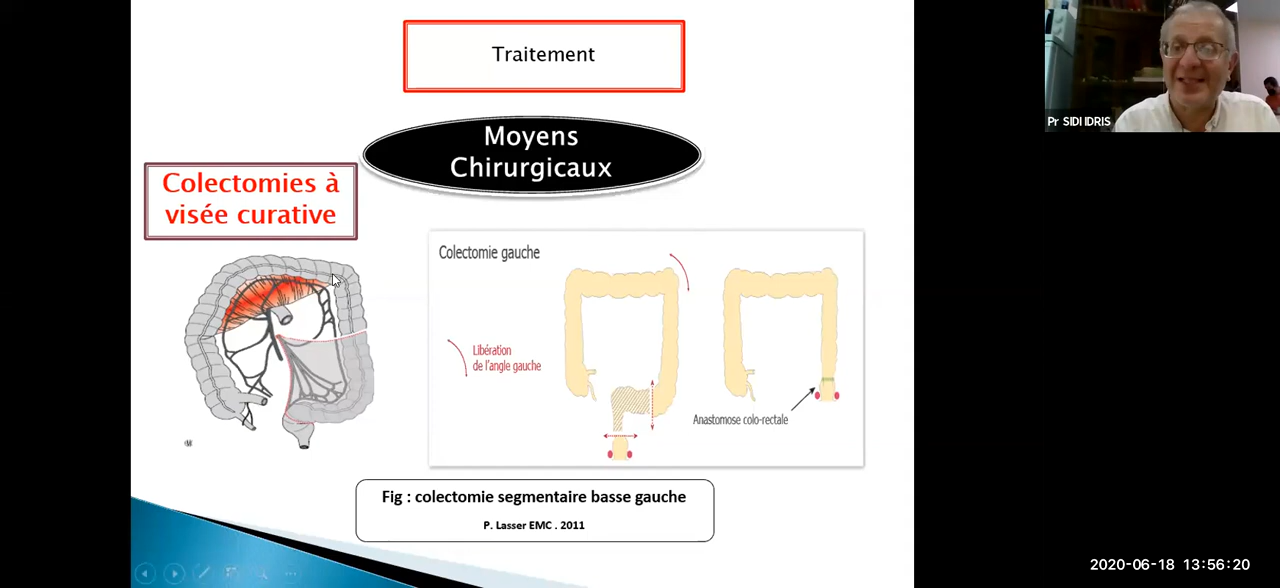 Traitement
Pr SIDI IDRIS
Moyens
Chirurgicaux
Colectomies à
visée curative
Colectomie gauche
Libération
de l'angle gauche
Anastomose colo-rectale
Fig : colectomie segmentaire basse gauche
P. Lasser EMC . 2011
2020-06-18 13:56:20